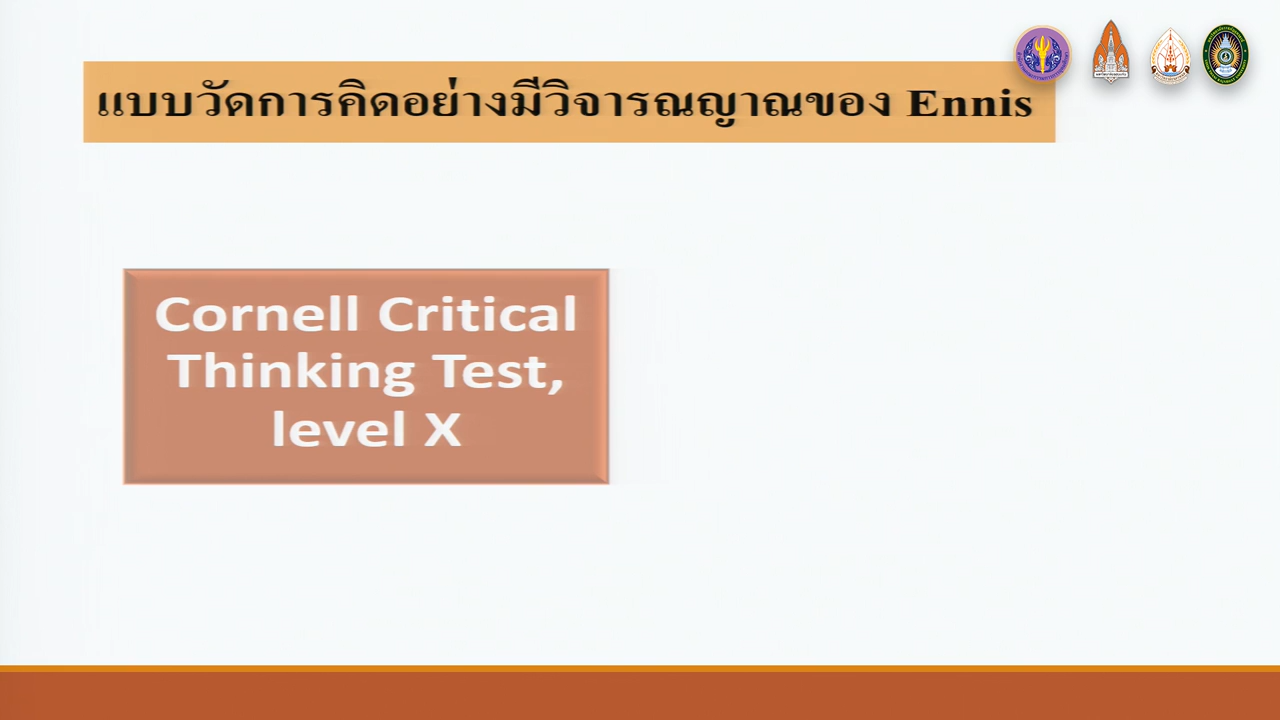 แบบวัดการคิดอย่างมีวิจารณญาณของ Ennis
Cornell Critical
Thinking Test,
level X